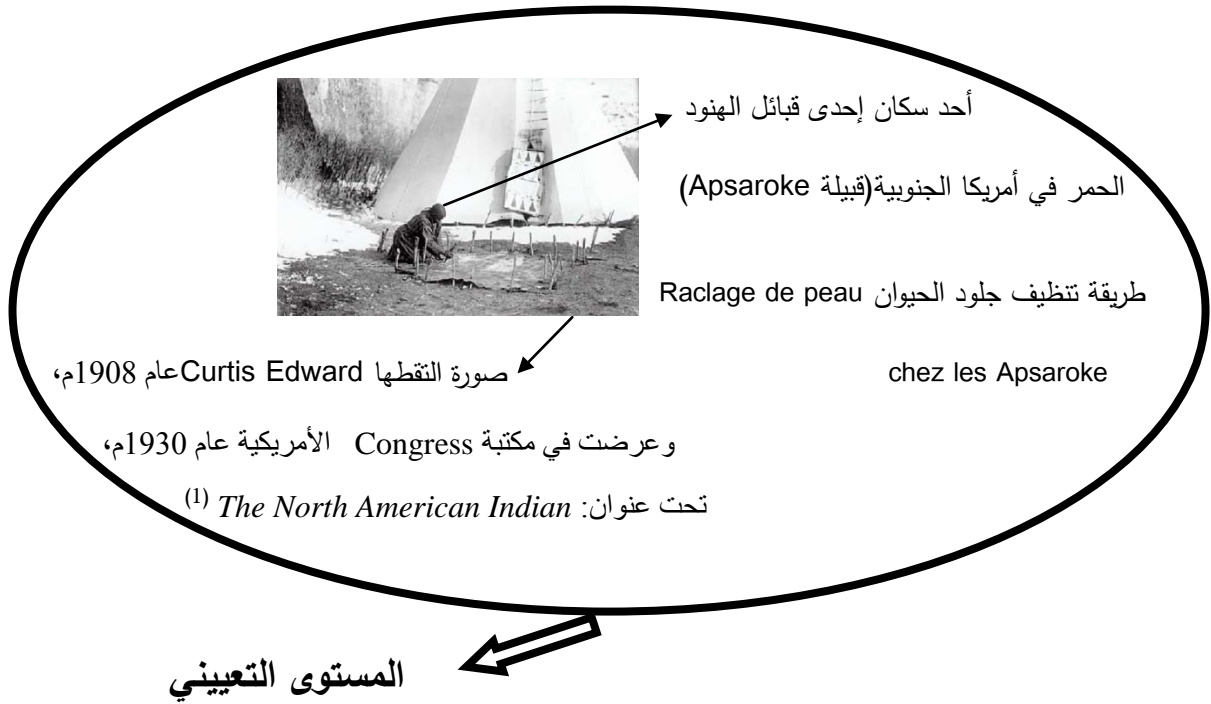 أحد سكان إحدى قبائل الهنود
الحمر في أمريكا الجنوبية(قبيلة Apsaroke)
طريقة تنظيف جلود الحيوان Raclage de peau
chez les Apsaroke
صورة التقطها Curtis Edward عام 1908م،
وعرضت في مكتبة Congress الأمريكية عام 1930م،
تحت عنوان: The North American Indian (1)
المستوى التعييني